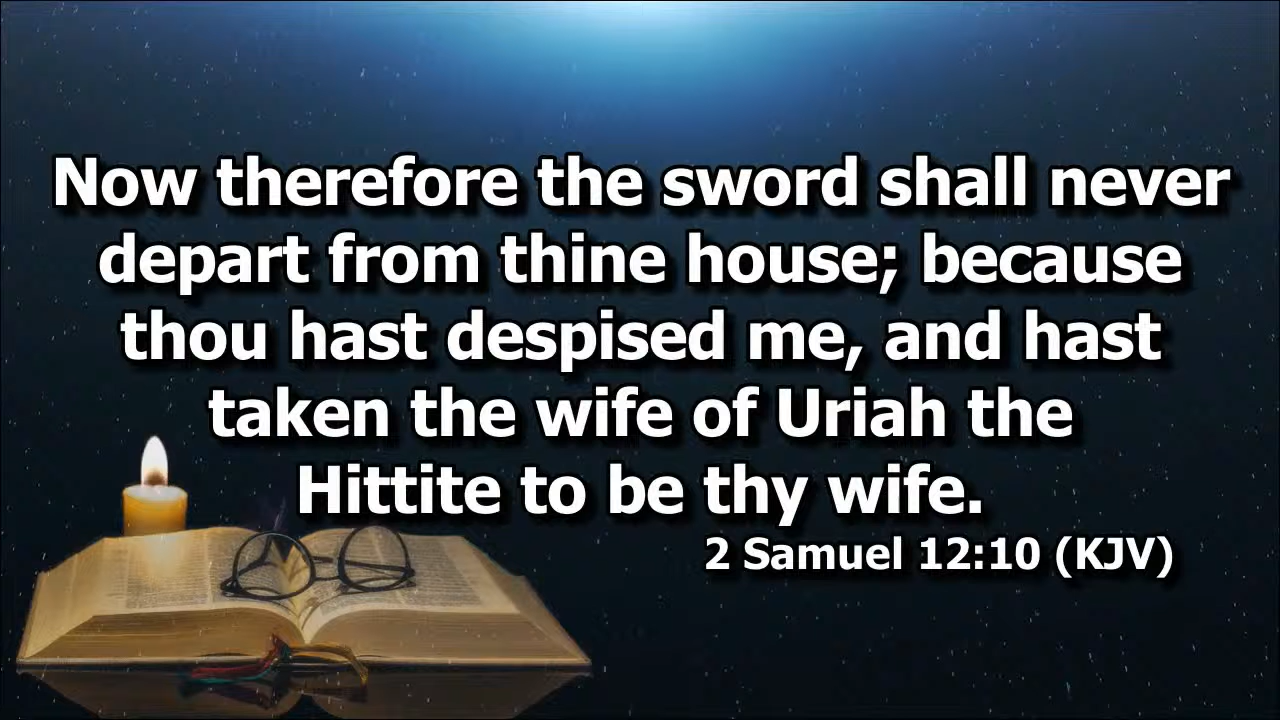 Now therefore the sword shall never
depart from thine house; because
thou hast despised me, and hast
taken the wife of Uriah the
Hittite to be thy wife.
2 Samuel 12:10 (KJV)